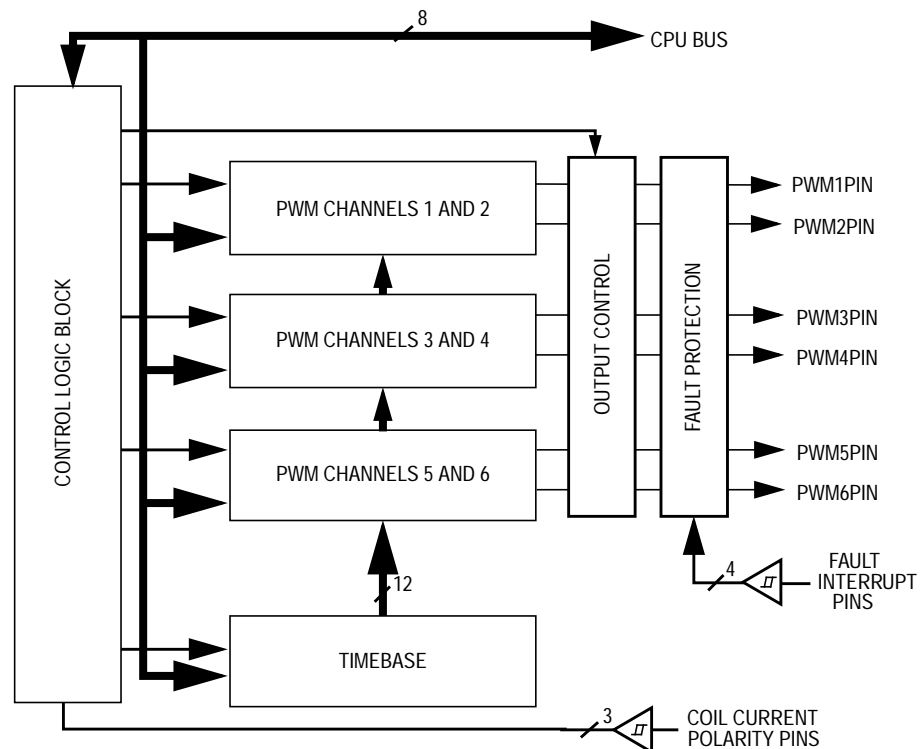 8
CPU BUS
CONTROL LOGIC BLOCK
PWM CHANNELS 1 AND 2
PWM CHANNELS 3 AND 4
PWM CHANNELS 5 AND 6
12
TIMEBASE
OUTPUT CONTROL
FAULT PROTECTION
PWM1PIN
PWM2PIN
PWM3PIN
PWM4PIN
PWM5PIN
PWM6PIN
4
FAULT
INTERRUPT
PINS
3
COIL CURRENT
POLARITY PINS